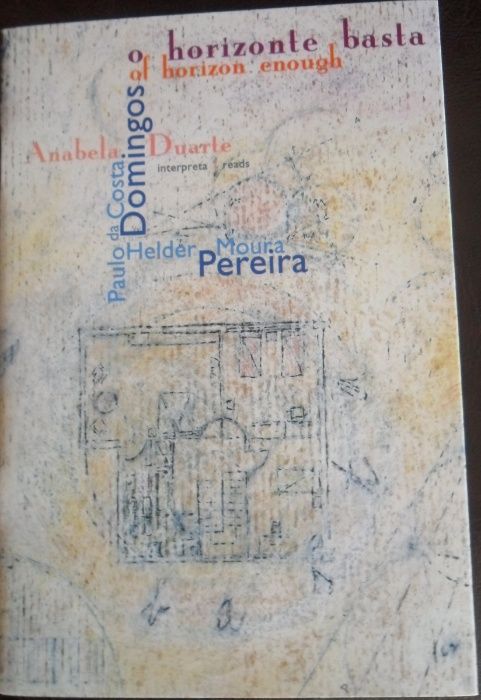 o horizonte basta
of horizon enough
Anabela Duarte
interpreta reads
Paulo da Costa
Domingos
Helder Moura
Pereira
b a s t a